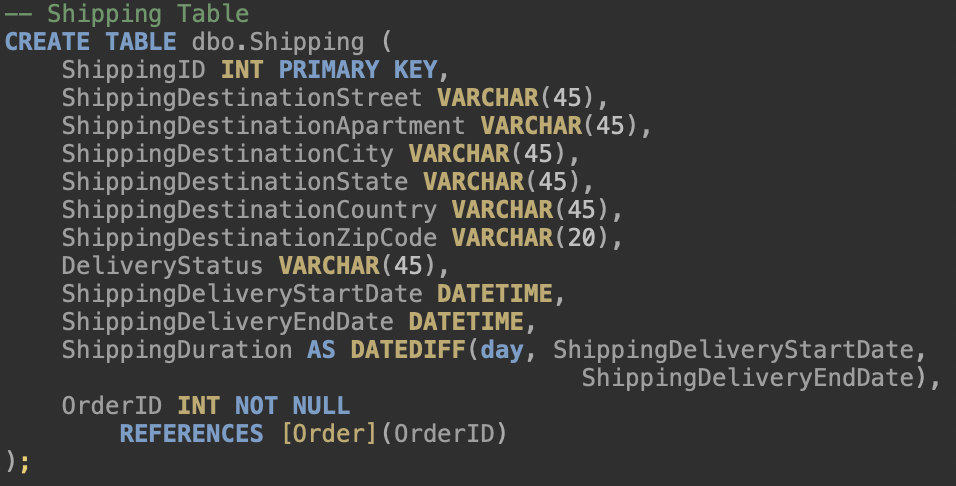 -- Shipping Table
CREATE TABLE dbo.Shipping (
    ShippingID INT PRIMARY KEY,
    ShippingDestinationStreet VARCHAR(45),
    ShippingDestinationApartment VARCHAR(45),
    ShippingDestinationCity VARCHAR(45),
    ShippingDestinationState VARCHAR(45),
    ShippingDestinationCountry VARCHAR(45),
    ShippingDestinationZipCode VARCHAR(20),
    DeliveryStatus VARCHAR(45),
    ShippingDeliveryStartDate DATETIME,
    ShippingDeliveryEndDate DATETIME,
    ShippingDuration AS DATEDIFF(day, ShippingDeliveryStartDate,
                                        ShippingDeliveryEndDate),
    OrderID INT NOT NULL
        REFERENCES [Order](OrderID)
);